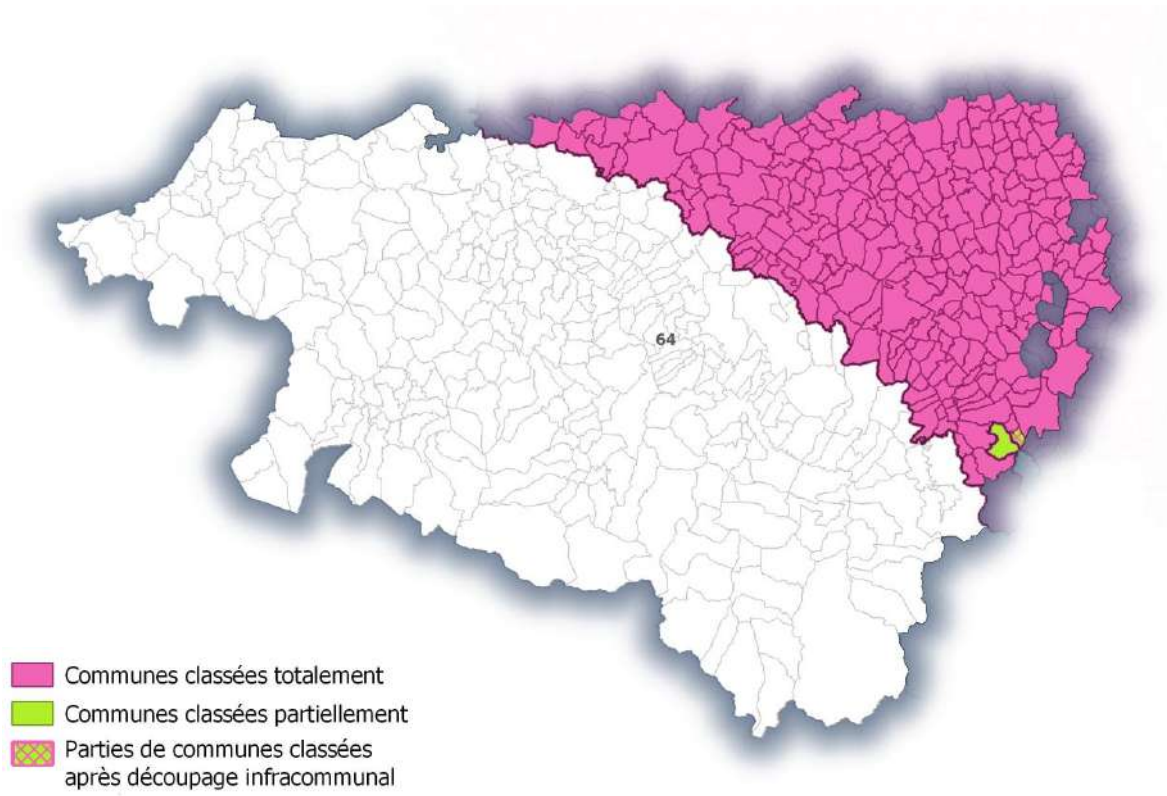 64
Communes classées totalement
Communes classées partiellement
Parties de communes classées
après découpage infracommunal